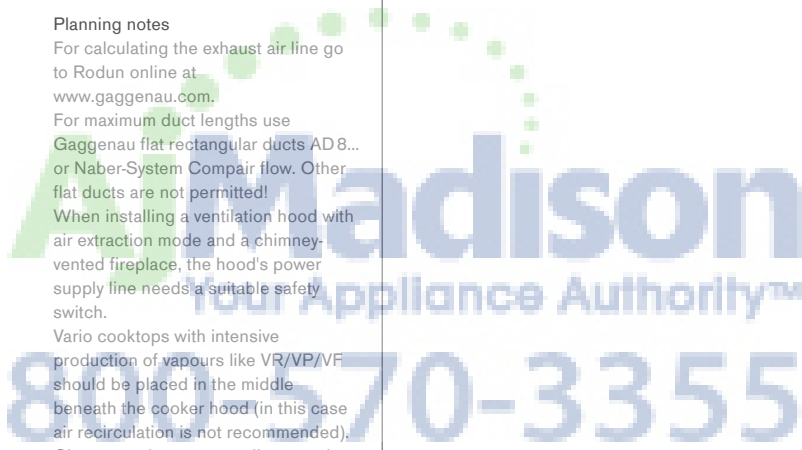 Planning notes
For calculating the exhaust air line go
to Rodun online at
www.gaggenau.com.
For maximum duct lengths use
Gaggenau flat rectangular ducts AD 8...
or Naber-System Compair flow. Other
flat ducts are not permitted!
When installing a ventilation hood with
air extraction mode and a chimney-
vented fireplace, the hood's power
supply line needs a suitable safety
switch.
Vario cooktops with intensive
production of vapours like VR/VP/VF
should be placed in the middle
beneath the cooker hood (in this case
air recirculation is not recommended).
AjMadison
Your Appliance Authority™
800-570-3355